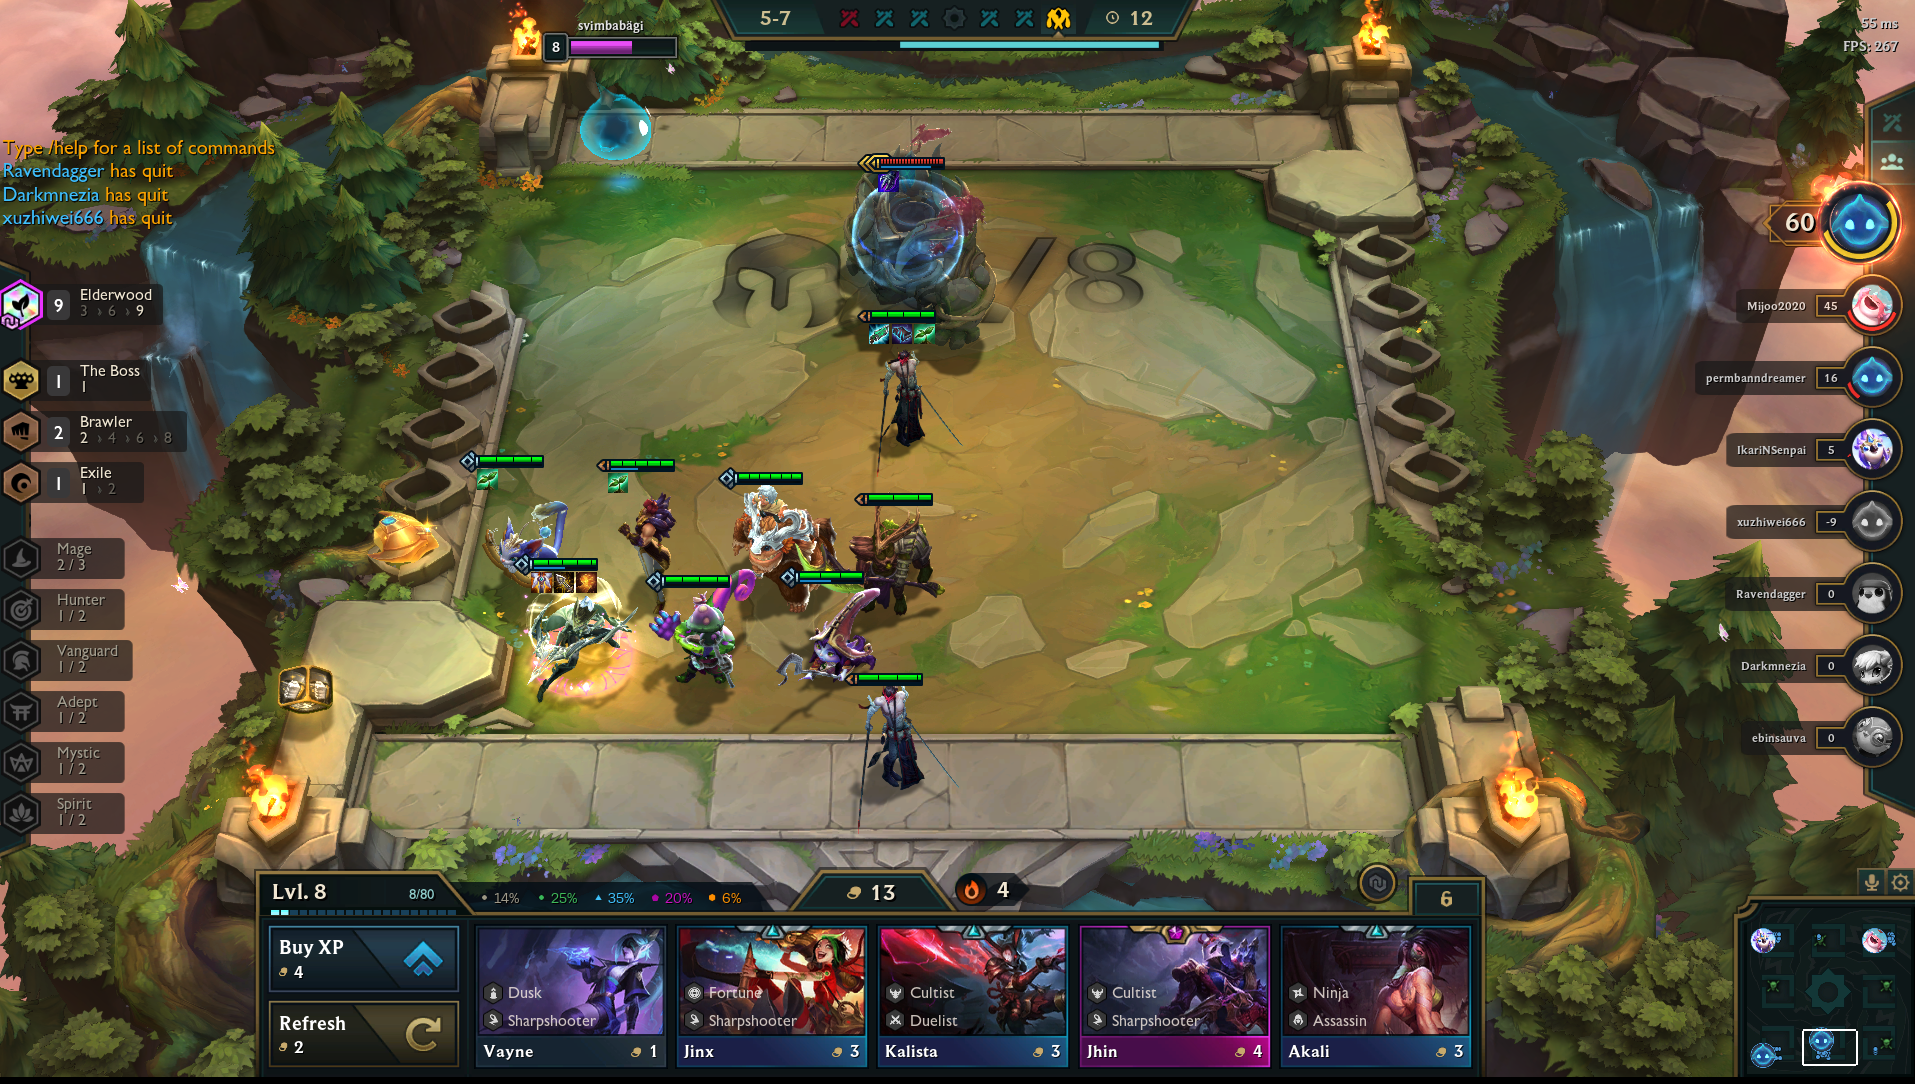 svimbabägi
8
5-7
12
55 ms
FPS: 267
Type /help for a list of commands
Ravendagger has quit
Darkmnezia has quit
xuzhiwei666 has quit
/8
60
Mijoo2020 45
permbanndreamer 16
IkariNSenpai 5
xuzhiwei666 -9
Ravendagger 0
Darkmnezia 0
ebinsauva 0
9 Elderwood
3 › 6 › 9
1 The Boss
1
2 Brawler
2 › 4 › 6 › 8
1 Exile
1 › 2
Mage
2 / 3
Hunter
1 / 2
Vanguard
1 / 2
Adept
1 / 2
Mystic
1 / 2
Spirit
1 / 2
Lvl. 8
8/80
14% 25% 35% 20% 6%
13
4
6
Buy XP
4
Refresh
2
Dusk
Sharpshooter
Vayne 1
Fortune
Sharpshooter
Jinx 3
Cultist
Duelist
Kalista 3
Cultist
Sharpshooter
Jhin 4
Ninja
Assassin
Akali 3